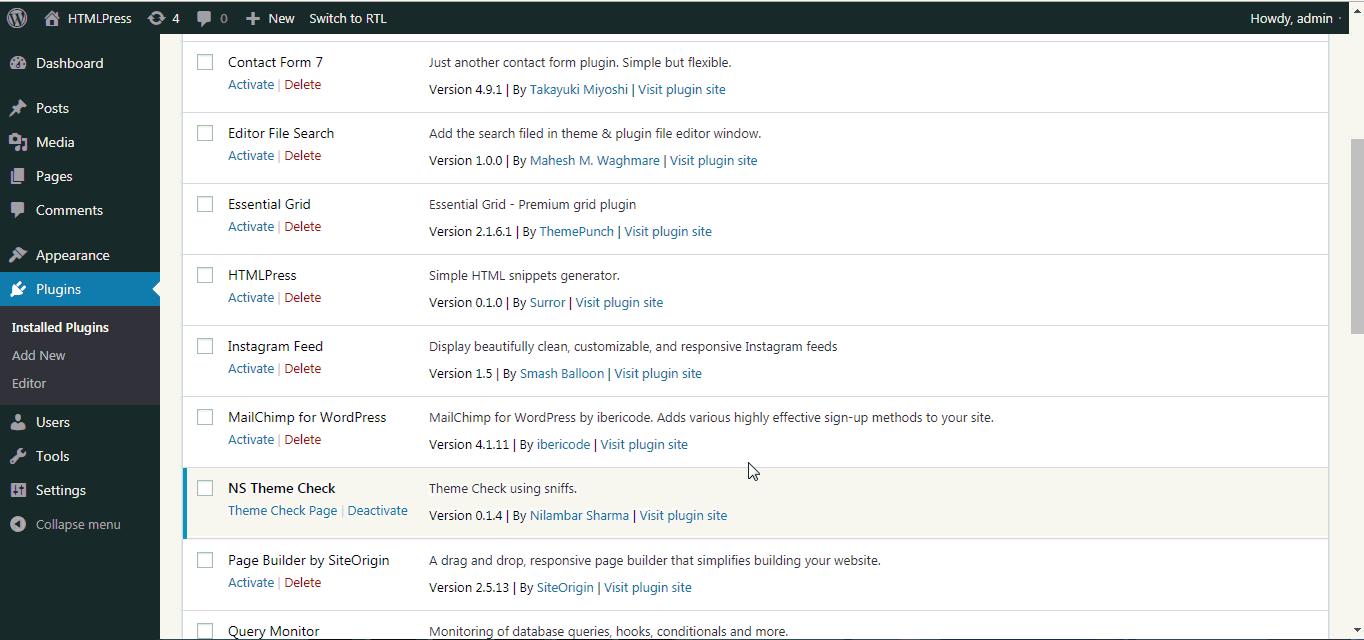 HTMLPress 4 0 New Switch to RTL Howdy, admin
Dashboard
Posts
Media
Pages
Comments
Appearance
Plugins
Installed Plugins
Add New
Editor
Users
Tools
Settings
Collapse menu
Contact Form 7 Just another contact form plugin. Simple but flexible.
Activate | Delete Version 4.9.1 | By Takayuki Miyoshi | Visit plugin site
Editor File Search Add the search filed in theme & plugin file editor window.
Activate | Delete Version 1.0.0 | By Mahesh M. Waghmare | Visit plugin site
Essential Grid Essential Grid - Premium grid plugin
Activate | Delete Version 2.1.6.1 | By ThemePunch | Visit plugin site
HTMLPress Simple HTML snippets generator.
Activate | Delete Version 0.1.0 | By Surror | Visit plugin site
Instagram Feed Display beautifully clean, customizable, and responsive Instagram feeds
Activate | Delete Version 1.5 | By Smash Balloon | Visit plugin site
MailChimp for WordPress MailChimp for WordPress by ibericode. Adds various highly effective sign-up methods to your site.
Activate | Delete Version 4.1.11 | By ibericode | Visit plugin site
NS Theme Check Theme Check using sniffs.
Theme Check Page | Deactivate Version 0.1.4 | By Nilambar Sharma | Visit plugin site
Page Builder by SiteOrigin A drag and drop, responsive page builder that simplifies building your website.
Activate | Delete Version 2.5.13 | By SiteOrigin | Visit plugin site
Query Monitor Monitoring of database queries, hooks, conditionals and more.